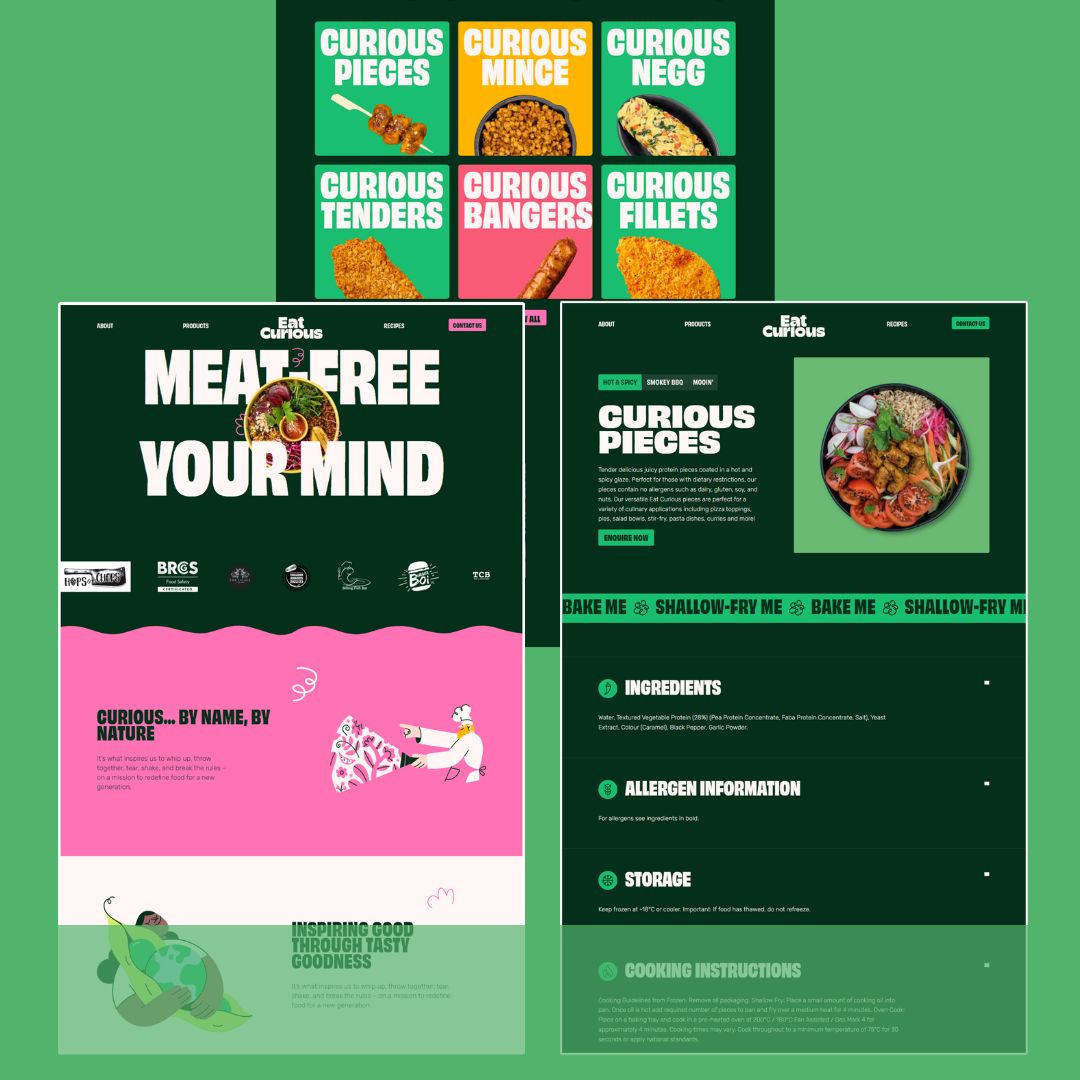 CURIOUS
PIECES
CURIOUS
MINCE
CURIOUS
NEGG
CURIOUS
TENDERS
CURIOUS
BANGERS
CURIOUS
FILLETS
ALL
ABOUT
PRODUCTS
Eat
Curious
RECIPES
CONTACT US
MEAT-FREE
YOUR MIND
HOPS & CHOPS
BRCGS
Food Safety
CERTIFICATED
Boi
TCB
CURIOUS... BY NAME, BY
NATURE
It's what inspires us to whip up, throw
together, tear, shake, and break the rules –
on a mission to redefine food for a new
generation.
INSPIRING GOOD
THROUGH TASTY
GOODNESS
It's what inspires us to whip up, throw together, tear,
shake, and break the rules – on a mission to redefine
food for a new generation.
ABOUT
PRODUCTS
Eat
Curious
RECIPES
CONTACT US
HOT & SPICY SMOKEY BBQ MOOIN'
CURIOUS
PIECES
Tender delicious juicy protein pieces coated in a hot and
spicy glaze. Perfect for those with dietary restrictions, our
pieces contain no allergens such as dairy, gluten, soy, and
nuts. Our versatile Eat Curious pieces are perfect for a
variety of culinary applications including pizza toppings,
pies, salad bowls, stir-fry, pasta dishes, curries and more!
ENQUIRE NOW
BAKE ME SHALLOW-FRY ME BAKE ME SHALLOW-FRY M
INGREDIENTS
Water, Textured Vegetable Protein (28%) (Pea Protein Concentrate, Faba Protein Concentrate, Salt), Yeast
Extract, Colour (Caramel), Black Pepper, Garlic Powder.
ALLERGEN INFORMATION
For allergens see ingredients in bold.
STORAGE
Keep frozen at -18°C or cooler. Important: If food has thawed, do not refreeze.
COOKING INSTRUCTIONS
Cooking Guidelines from Frozen: Remove all packaging. Shallow Fry: Place a small amount of cooking oil into
pan. Once oil is hot add required number of pieces to pan and fry over a medium heat for 4 minutes. Oven Cook:
Place on a baking tray and cook in a pre-heated oven at 200°C / 180°C Fan Assisted / Gas Mark 4 for
approximately 4 minutes. Cooking times may vary. Cook throughout to a minimum temperature of 75°C for 30
seconds or apply national standards.